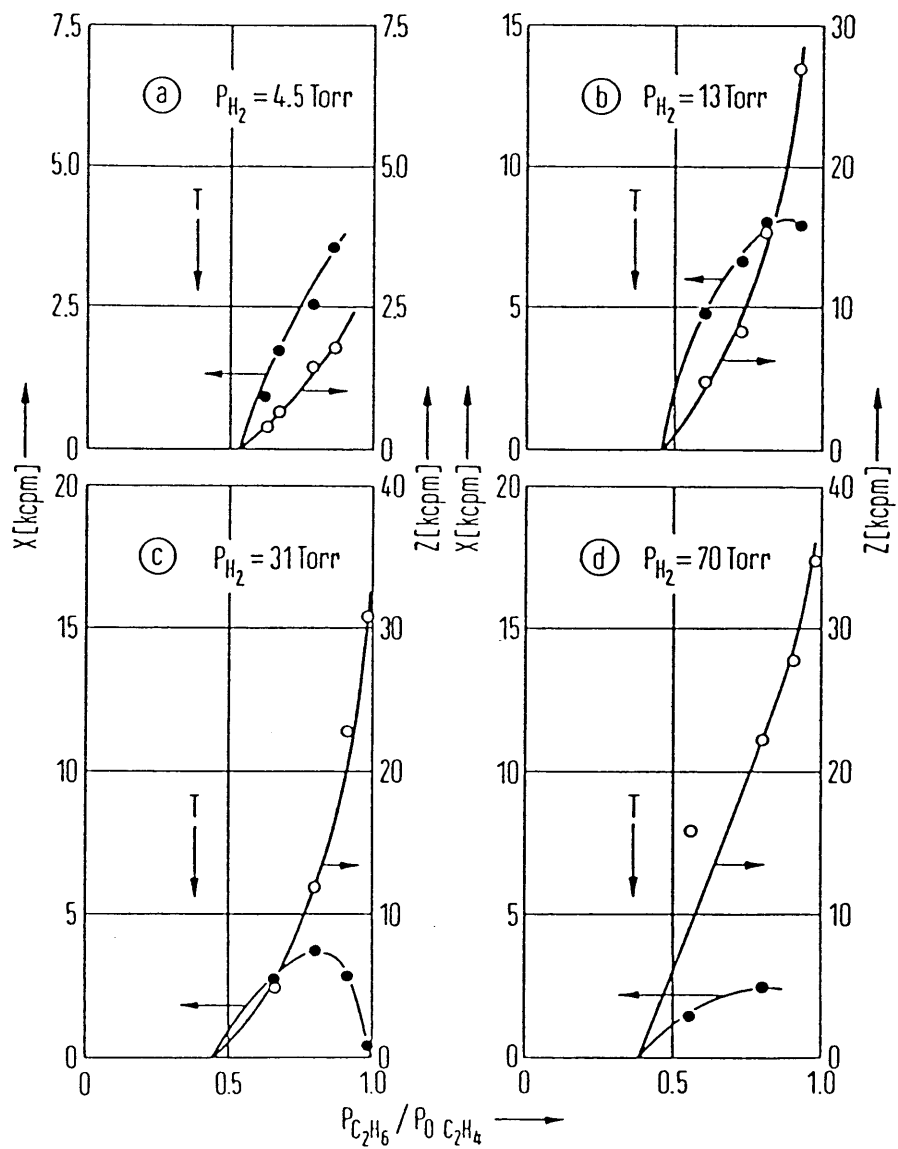 7.5 7.5 15 30
a P_H₂ = 4.5 Torr b P_H₂ = 13 Torr
5.0 5.0 10 20
T T
2.5 2.5 5 10
0 0 0 0
X [kcpm] Z [kcpm] X [kcpm] Z [kcpm]
20 40 20 40
c P_H₂ = 31 Torr d P_H₂ = 70 Torr
15 30 15 30
10 20 10 20
T T
5 10 5 10
0 0 0 0
0 0.5 1.0 0 0.5 1.0
P_C₂H₆ / P_0 C₂H₄